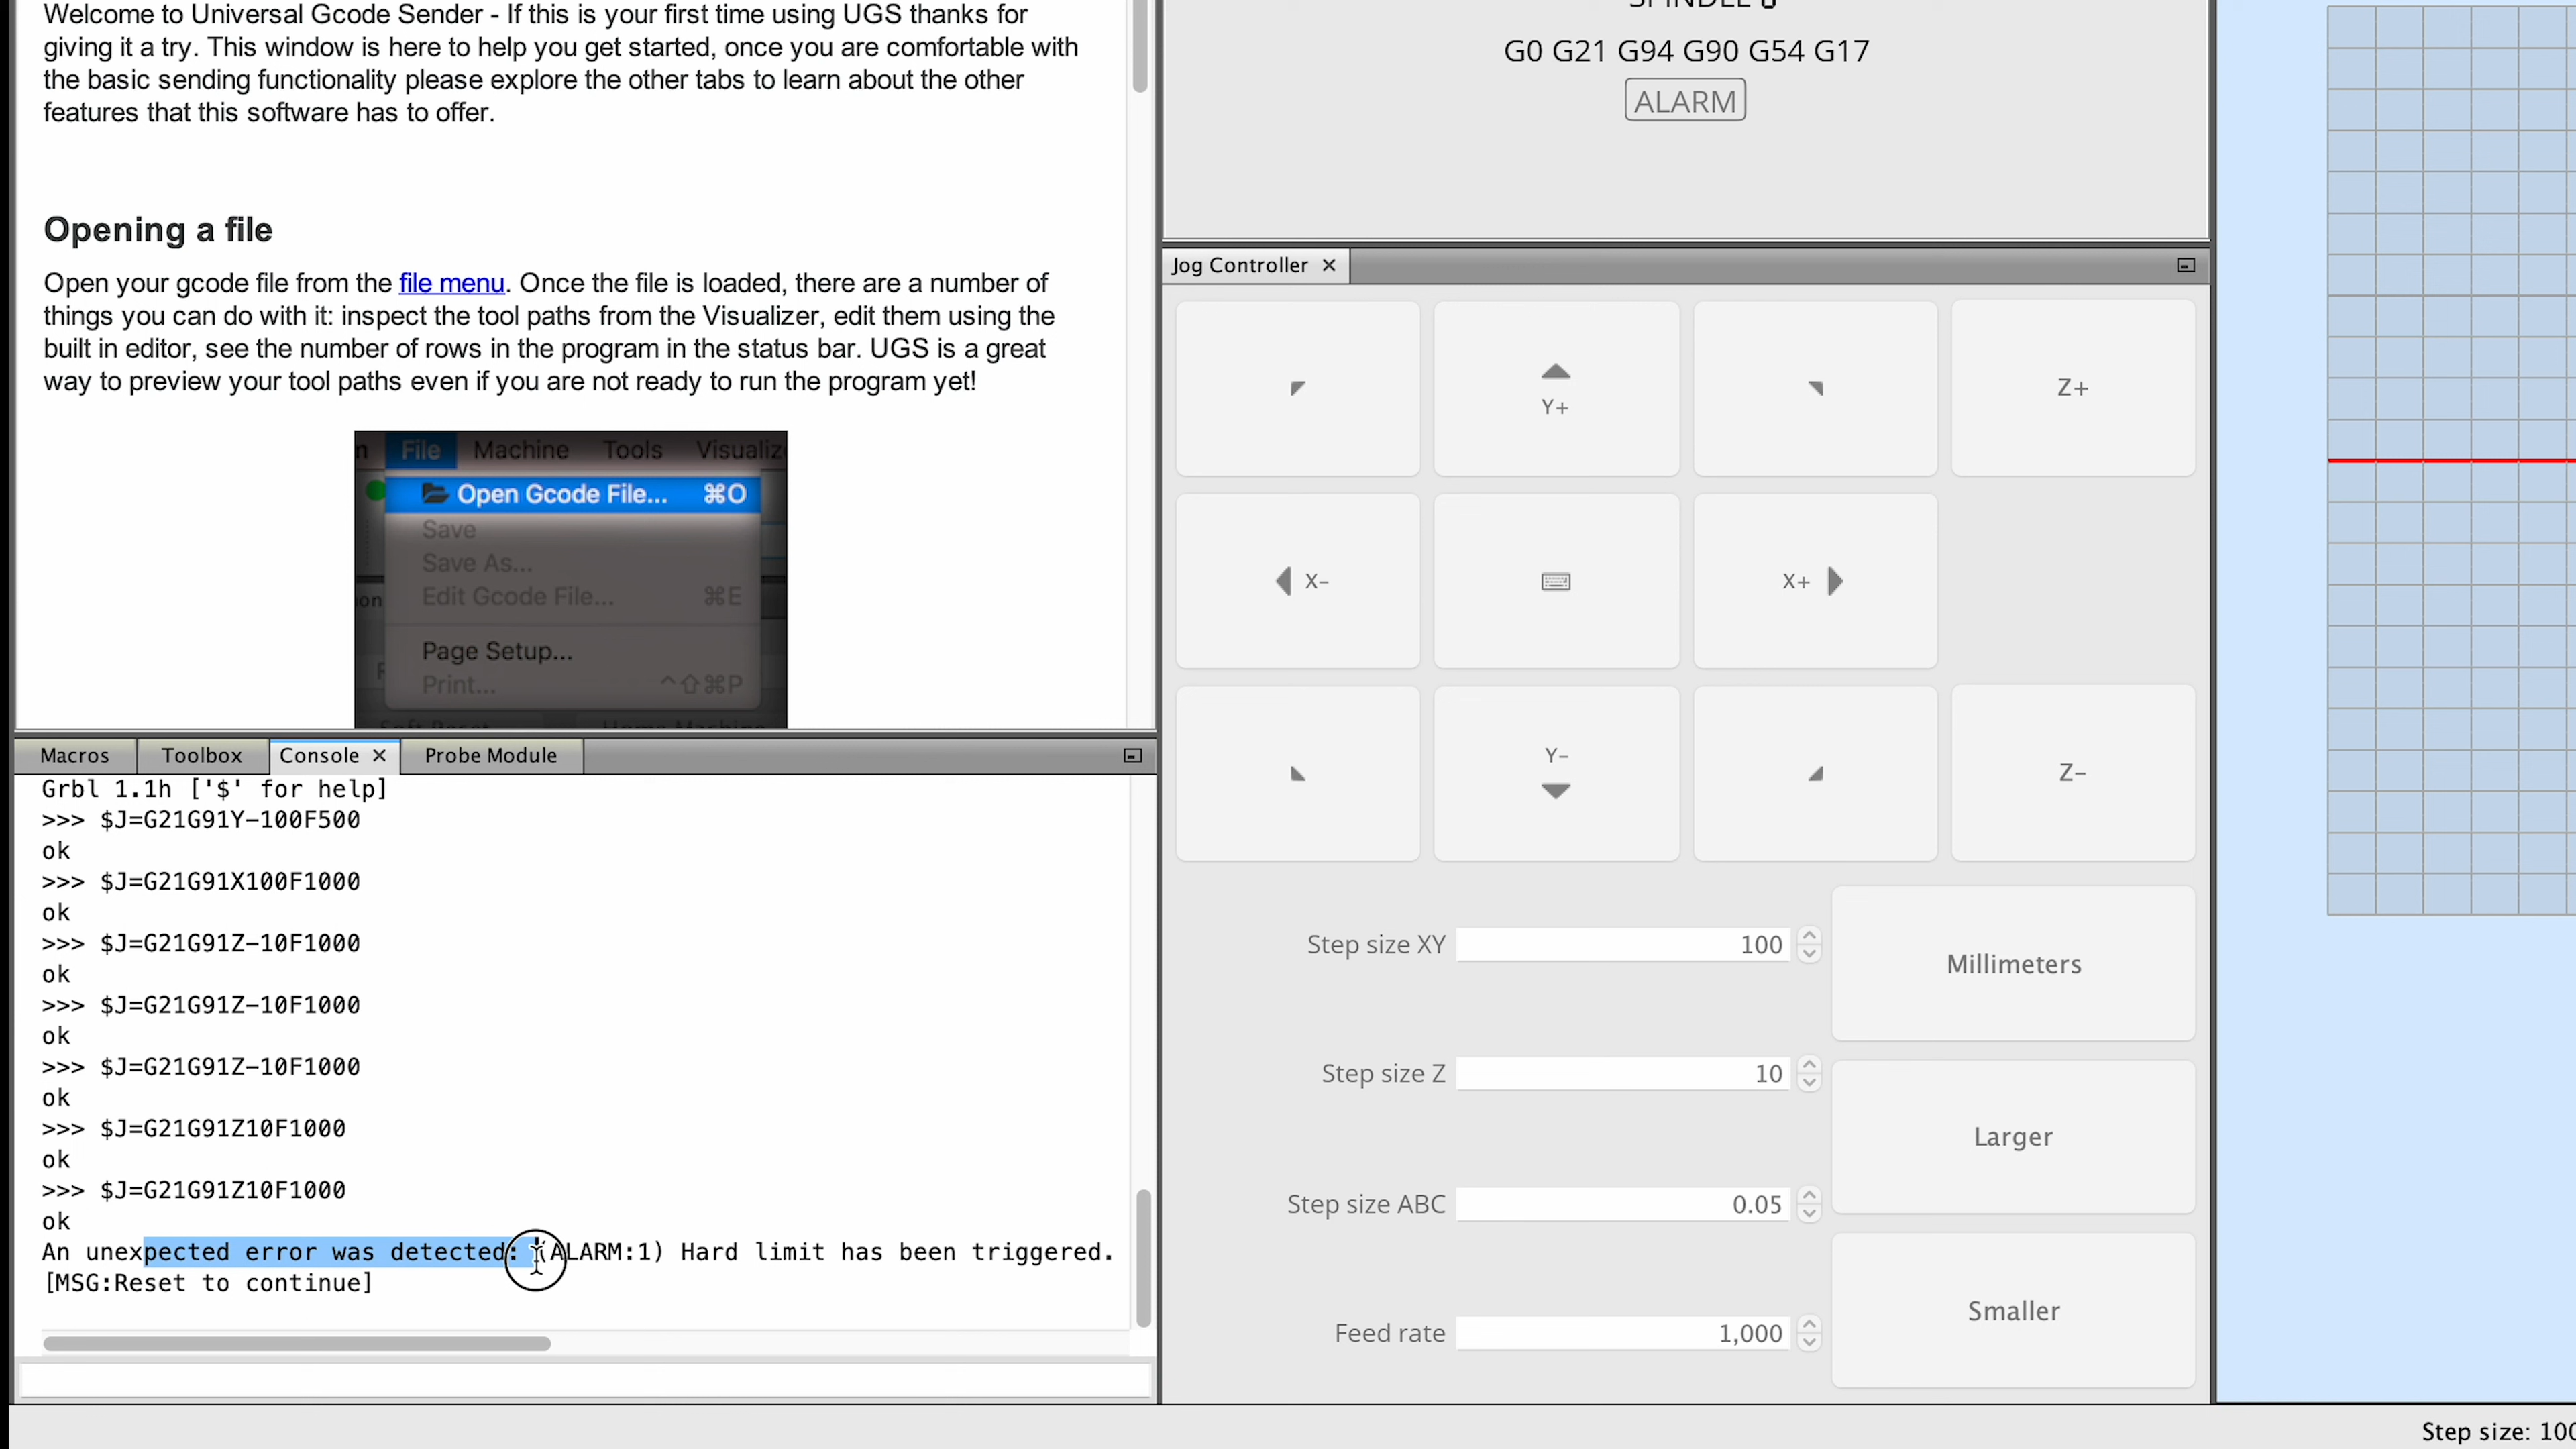 Welcome to Universal Gcode Sender - If this is your first time using UGS thanks for
giving it a try. This window is here to help you get started, once you are comfortable with
the basic sending functionality please explore the other tabs to learn about the other
features that this software has to offer.
Opening a file
Open your gcode file from the file menu. Once the file is loaded, there are a number of
things you can do with it: inspect the tool paths from the Visualizer, edit them using the
built in editor, see the number of rows in the program in the status bar. UGS is a great
way to preview your tool paths even if you are not ready to run the program yet!
File Machine Tools
Open Gcode File... ⌘O
Save
Save As...
Edit Gcode File... ⌘E
Page Setup...
Print... ^⇧⌘P
Macros Toolbox Console × Probe Module
Grbl 1.1h ['$' for help]
>>> $J=G21G91Y-100F500
ok
>>> $J=G21G91X100F1000
ok
>>> $J=G21G91Z-10F1000
ok
>>> $J=G21G91Z-10F1000
ok
>>> $J=G21G91Z-10F1000
ok
>>> $J=G21G91Z10F1000
ok
>>> $J=G21G91Z10F1000
ok
An unexpected error was detected: (ALARM:1) Hard limit has been triggered.
[MSG:Reset to continue]
SPINDLE 0
G0 G21 G94 G90 G54 G17
ALARM
Jog Controller ×
Y+
Z+
X-
X+
Y-
Z-
Step size XY 100
Millimeters
Step size Z 10
Larger
Step size ABC 0.05
Smaller
Feed rate 1,000
Step size: 100